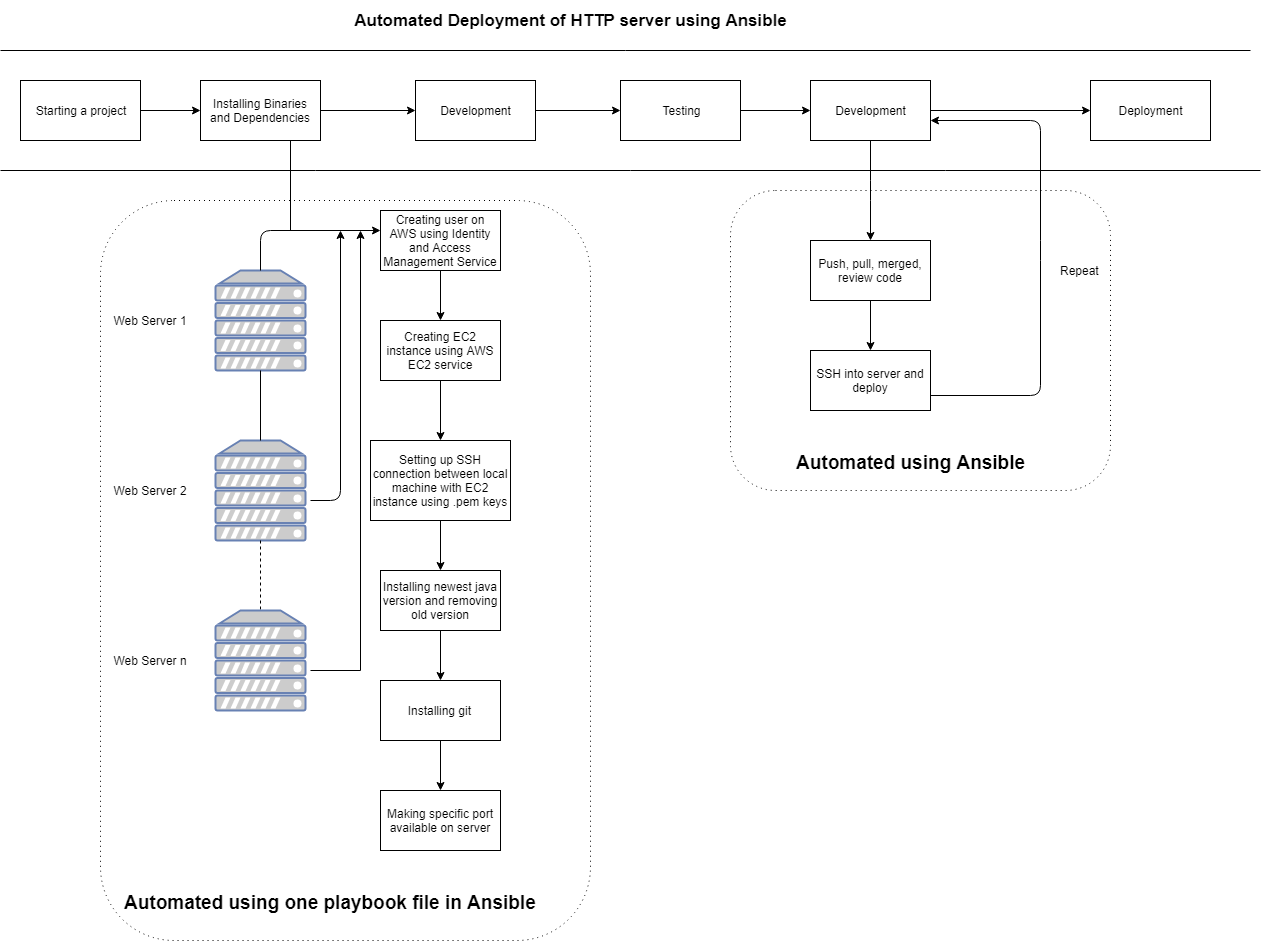 Automated Deployment of HTTP server using Ansible
Starting a project
Installing Binaries
and Dependencies
Development
Testing
Development
Deployment
Creating user on
AWS using Identity
and Access
Management Service
Web Server 1
Creating EC2
instance using AWS
EC2 service
Web Server 2
Setting up SSH
connection between local
machine with EC2
instance using .pem keys
Installing newest java
version and removing
old version
Web Server n
Installing git
Making specific port
available on server
Automated using one playbook file in Ansible
Push, pull, merged,
review code
Repeat
SSH into server and
deploy
Automated using Ansible